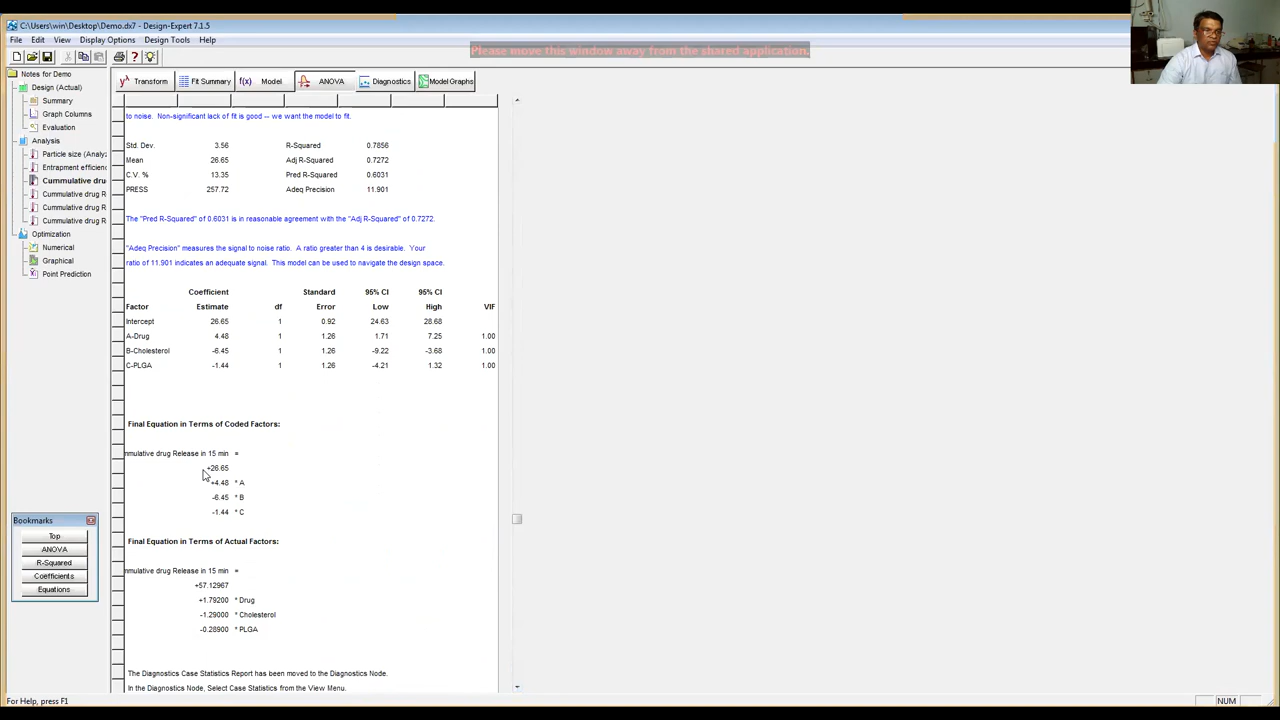 C:\Users\win\Desktop\Demo.dx7 - Design-Expert 7.1.5
File Edit View Display Options Design Tools Help
Please move this window away from the shared application.
Notes for Demo
Design (Actual)
Summary
Graph Columns
Evaluation
Analysis
Particle size (Analyz
Entrapment efficienc
Cummulative dru
Cummulative drug R
Cummulative drug R
Cummulative drug R
Optimization
Numerical
Graphical
Point Prediction
Bookmarks
Top
ANOVA
R-Squared
Coefficients
Equations
Transform Fit Summary f(x) Model ANOVA Diagnostics Model Graphs
to noise. Non-significant lack of fit is good -- we want the model to fit.
Std. Dev. 3.56 R-Squared 0.7856
Mean 26.65 Adj R-Squared 0.7272
C.V. % 13.35 Pred R-Squared 0.6031
PRESS 257.72 Adeq Precision 11.901
The "Pred R-Squared" of 0.6031 is in reasonable agreement with the "Adj R-Squared" of 0.7272.
"Adeq Precision" measures the signal to noise ratio. A ratio greater than 4 is desirable. Your
ratio of 11.901 indicates an adequate signal. This model can be used to navigate the design space.
Coefficient Standard 95% CI 95% CI
Factor Estimate df Error Low High VIF
Intercept 26.65 1 0.92 24.63 28.68
A-Drug 4.48 1 1.26 1.71 7.25 1.00
B-Cholesterol -6.45 1 1.26 -9.22 -3.68 1.00
C-PLGA -1.44 1 1.26 -4.21 1.32 1.00
Final Equation in Terms of Coded Factors:
mmulative drug Release in 15 min =
+26.65
+4.48 * A
-6.45 * B
-1.44 * C
Final Equation in Terms of Actual Factors:
mmulative drug Release in 15 min =
+57.12967
+1.79200 * Drug
-1.29000 * Cholesterol
-0.28900 * PLGA
The Diagnostics Case Statistics Report has been moved to the Diagnostics Node.
In the Diagnostics Node, Select Case Statistics from the View Menu.
For Help, press F1
NUM